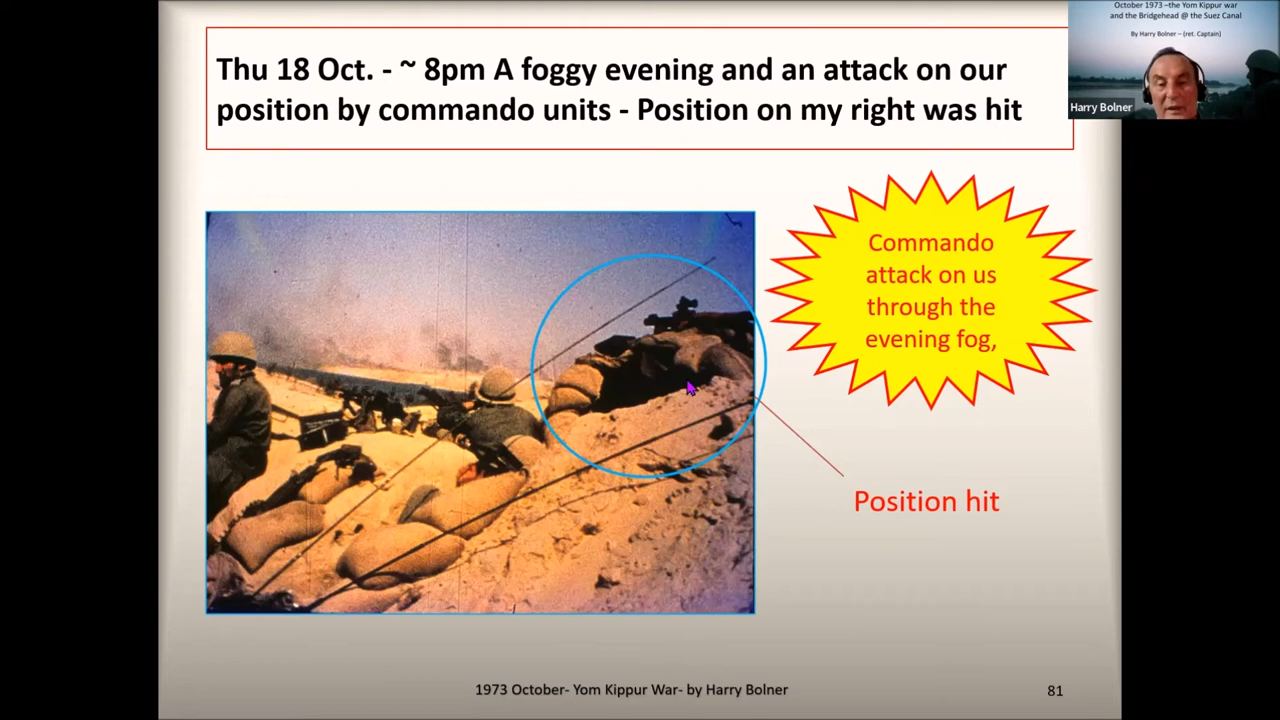 Thu 18 Oct. - ~ 8pm A foggy evening and an attack on our
position by commando units - Position on my right was hit
October 1973 –the Yom Kippur war
and the Bridgehead @ the Suez Canal
By Harry Bolner – (ret. Captain)
Harry Bolner
Commando
attack on us
through the
evening fog,
Position hit
1973 October- Yom Kippur War- by Harry Bolner
81